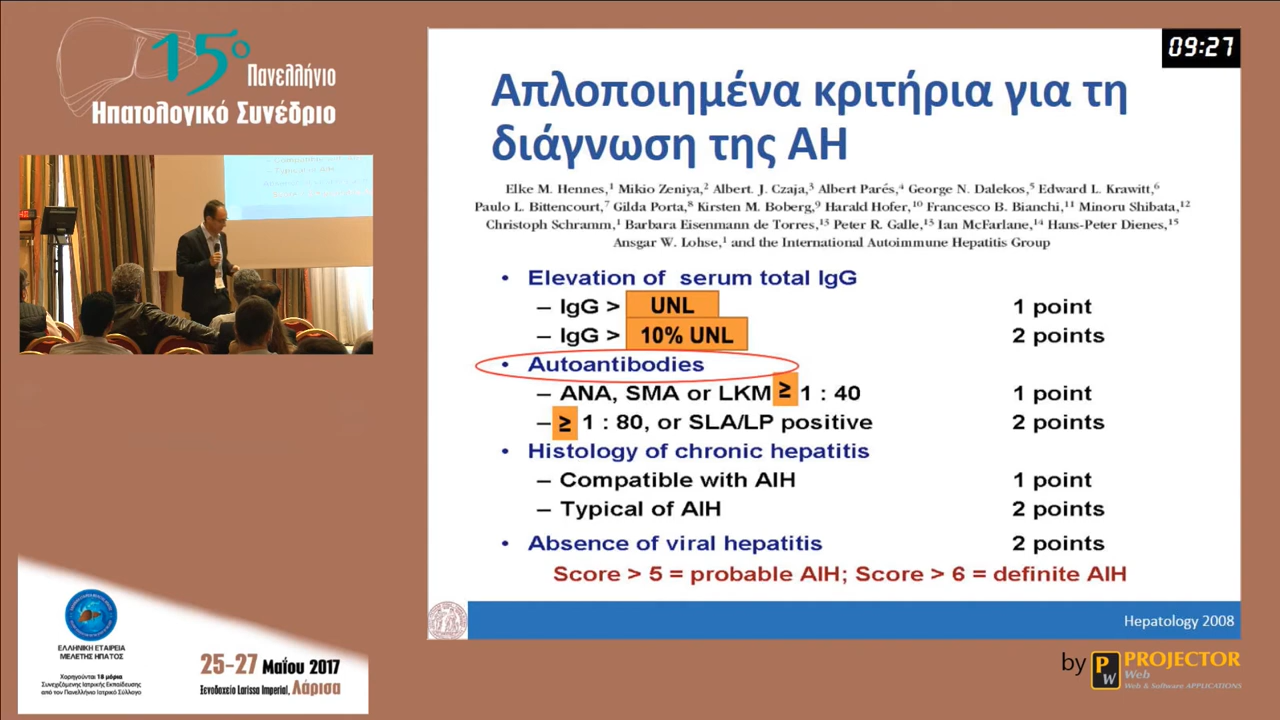 15ο
Πανελλήνιο
Ηπατολογικό Συνέδριο
09:27
Απλοποιημένα κριτήρια για τη
διάγνωση της ΑΗ
Elke M. Hennes,1 Mikio Zeniya,2 Albert. J. Czaja,3 Albert Parés,4 George N. Dalekos,5 Edward L. Krawitt,6
Paulo L. Bittencourt,7 Gilda Porta,8 Kirsten M. Boberg,9 Harald Hofer,10 Francesco B. Bianchi,11 Minoru Shibata,12
Christoph Schramm,1 Barbara Eisenmann de Torres,13 Peter R. Galle,13 Ian McFarlane,14 Hans-Peter Dienes,15
Ansgar W. Lohse,1 and the International Autoimmune Hepatitis Group
• Elevation of serum total IgG
– IgG > UNL 1 point
– IgG > 10% UNL 2 points
• Autoantibodies
– ANA, SMA or LKM ≥ 1 : 40 1 point
– ≥ 1 : 80, or SLA/LP positive 2 points
• Histology of chronic hepatitis
– Compatible with AIH 1 point
– Typical of AIH 2 points
• Absence of viral hepatitis 2 points
Score > 5 = probable AIH; Score > 6 = definite AIH
Hepatology 2008
ΕΛΛΗΝΙΚΗ ΕΤΑΙΡΕΙΑ
ΜΕΛΕΤΗΣ ΗΠΑΤΟΣ
Χορηγούνται 18 μόρια
Συνεχιζόμενης Ιατρικής Εκπαίδευσης
από τον Πανελλήνιο Ιατρικό Σύλλογο
25-27 Μαΐου 2017
Ξενοδοχείο Larissa Imperial, Λάρισα
by PW PROJECTOR
Web
Web & Software APPLICATIONS